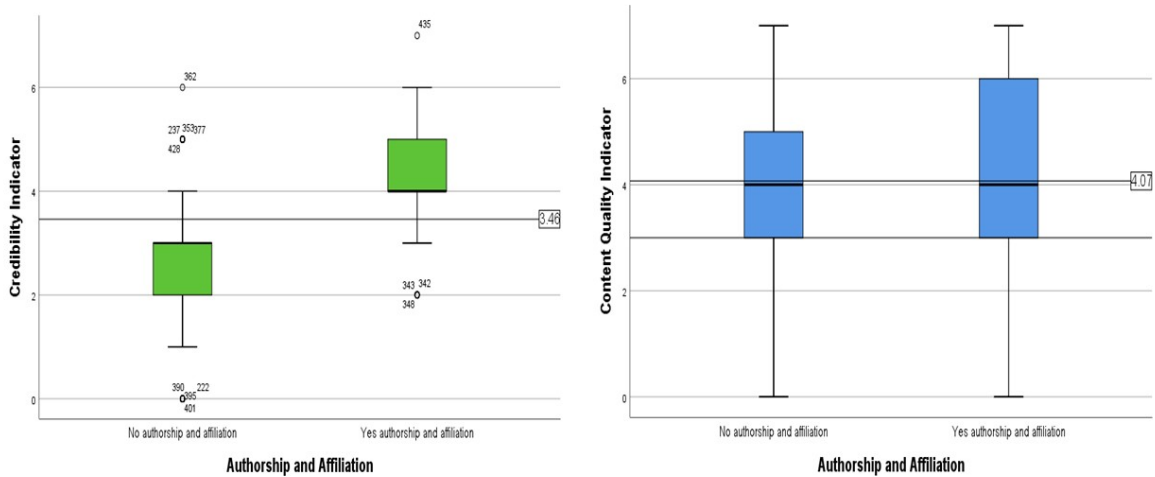 435
362
6
237 353 377
428
4
3.46
343 342
348
2
390 222
395
401
0
Credibility Indicator
No authorship and affiliation
Yes authorship and affiliation
Authorship and Affiliation
6
4.07
4
2
0
Content Quality Indicator
No authorship and affiliation
Yes authorship and affiliation
Authorship and Affiliation